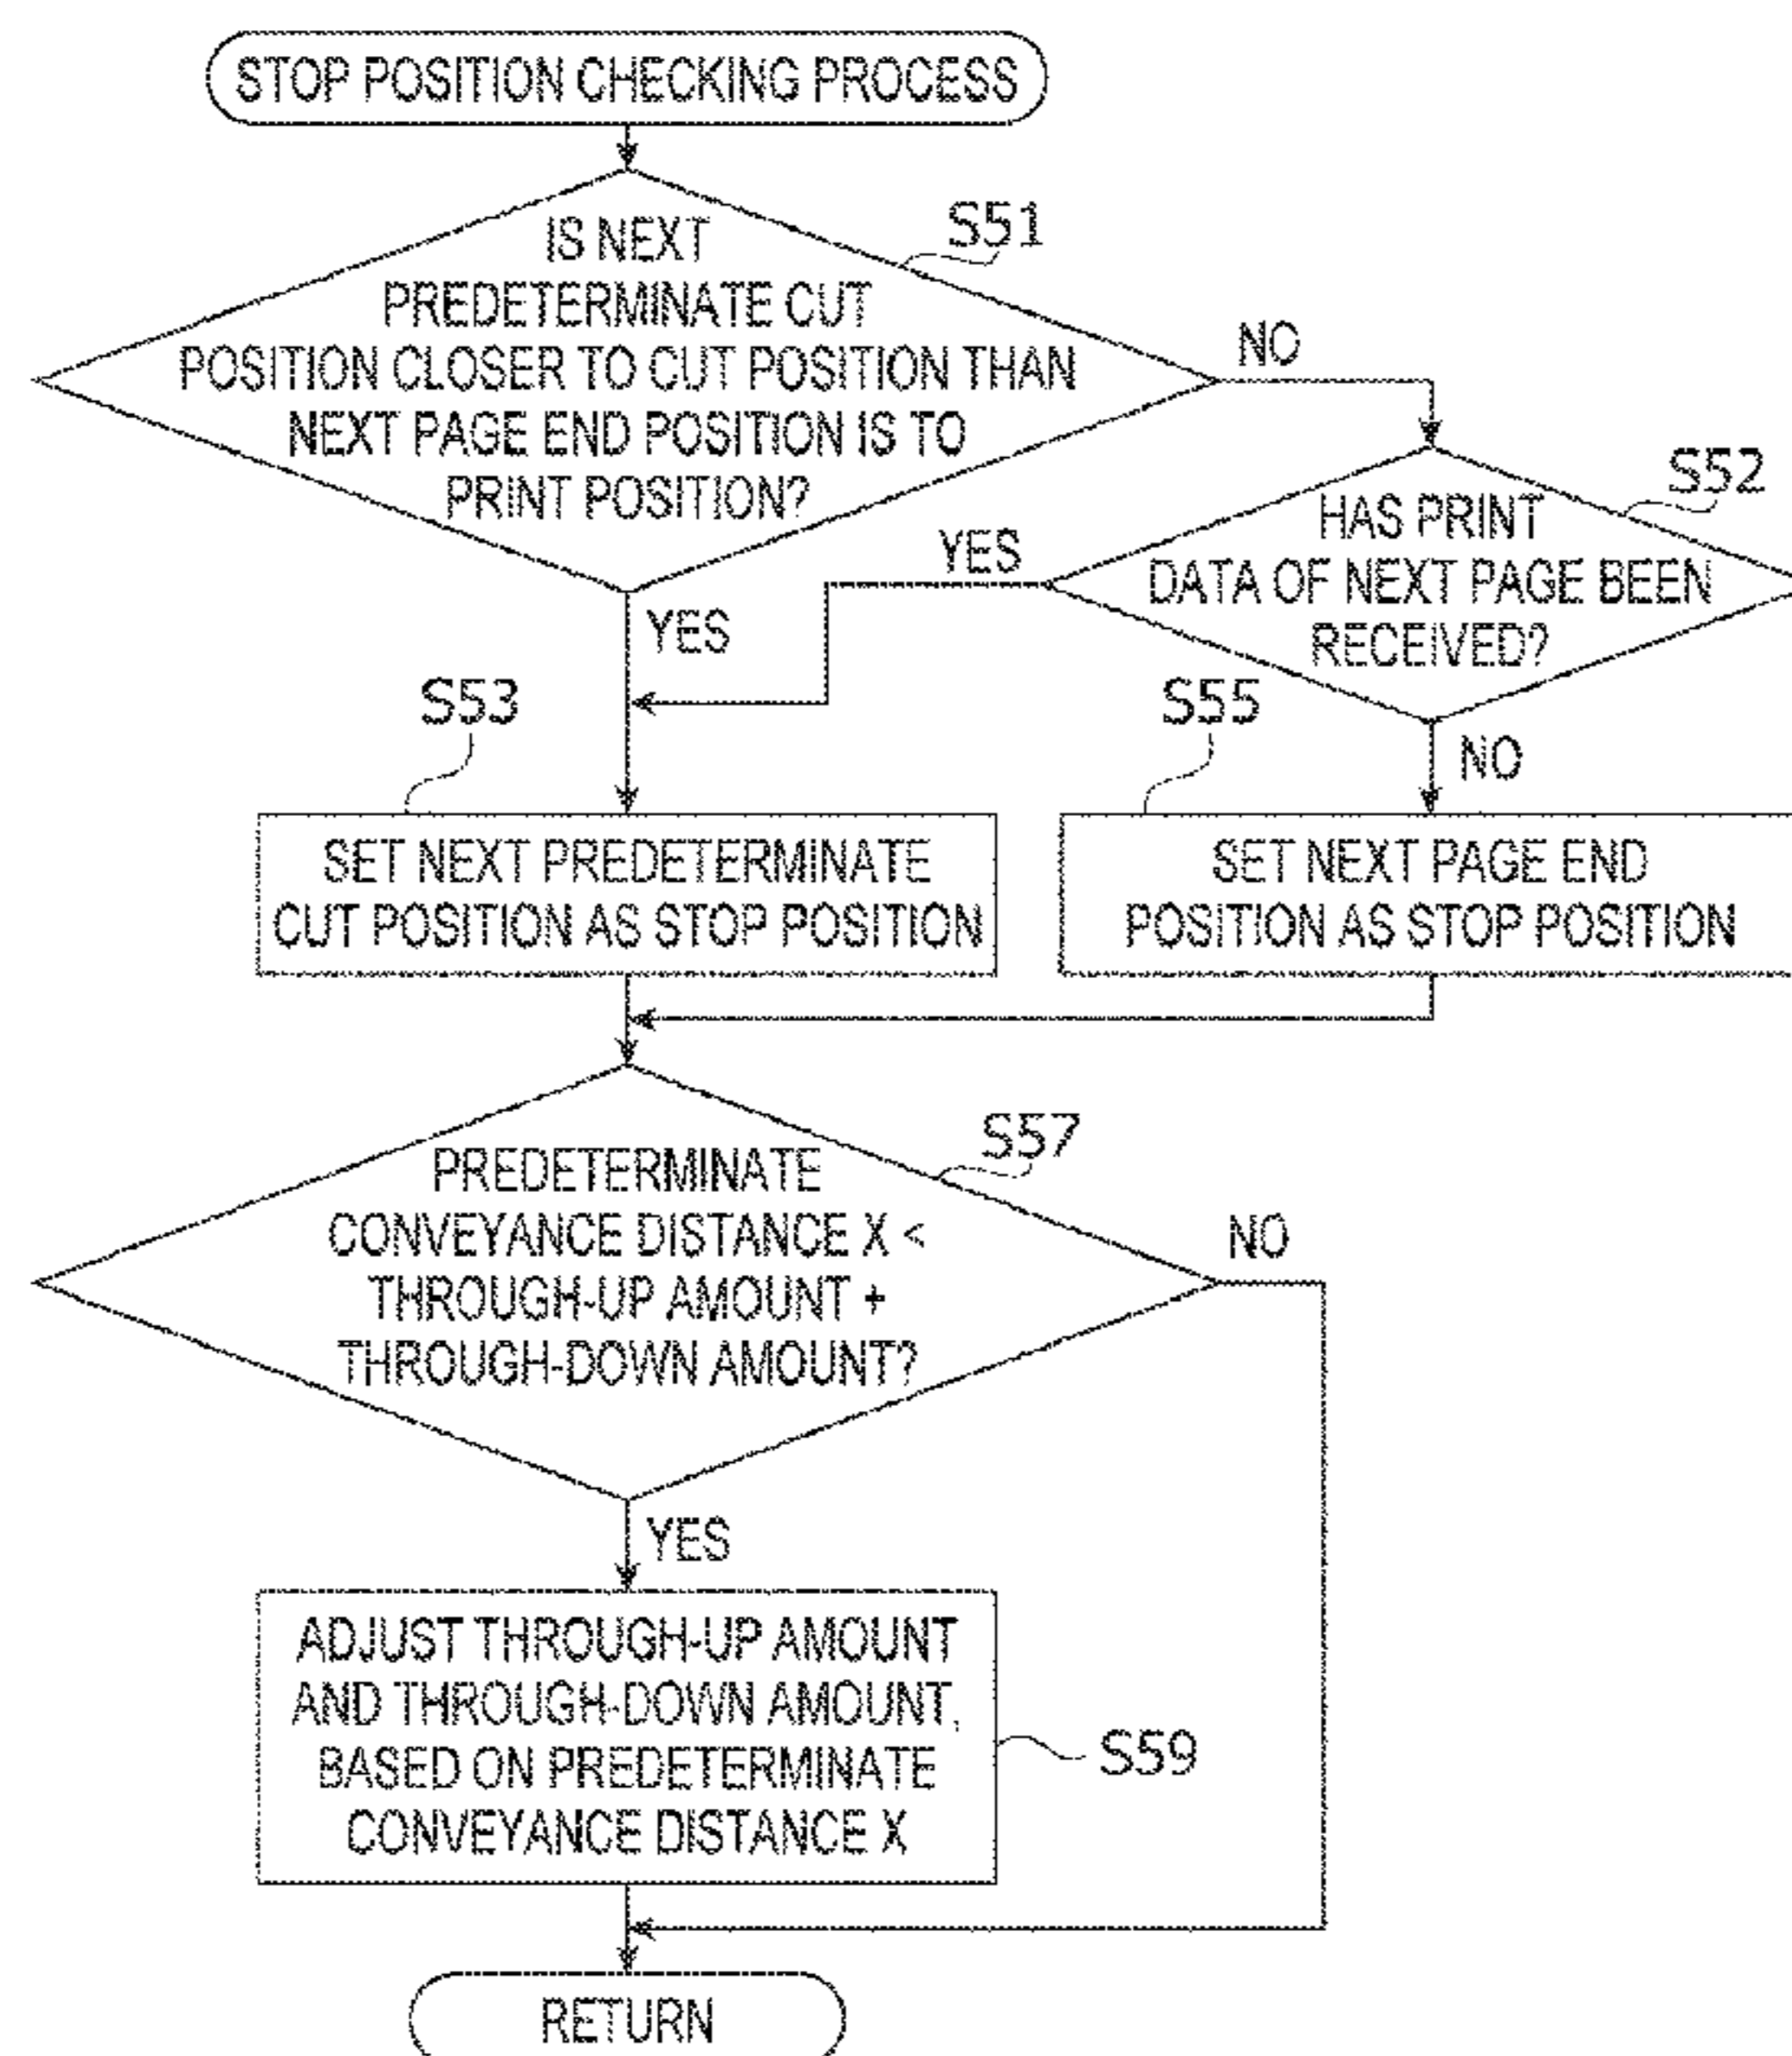 STOP POSITION CHECKING PROCESS
IS NEXT
PREDETERMINATE CUT
POSITION CLOSER TO CUT POSITION THAN
NEXT PAGE END POSITION IS TO
PRINT POSITION?
S51
NO
YES
HAS PRINT
DATA OF NEXT PAGE BEEN
RECEIVED?
S52
YES
NO
S53
SET NEXT PREDETERMINATE
CUT POSITION AS STOP POSITION
S55
SET NEXT PAGE END
POSITION AS STOP POSITION
PREDETERMINATE
CONVEYANCE DISTANCE X <
THROUGH-UP AMOUNT +
THROUGH-DOWN AMOUNT?
S57
NO
YES
ADJUST THROUGH-UP AMOUNT
AND THROUGH-DOWN AMOUNT,
BASED ON PREDETERMINATE
CONVEYANCE DISTANCE X
S59
RETURN